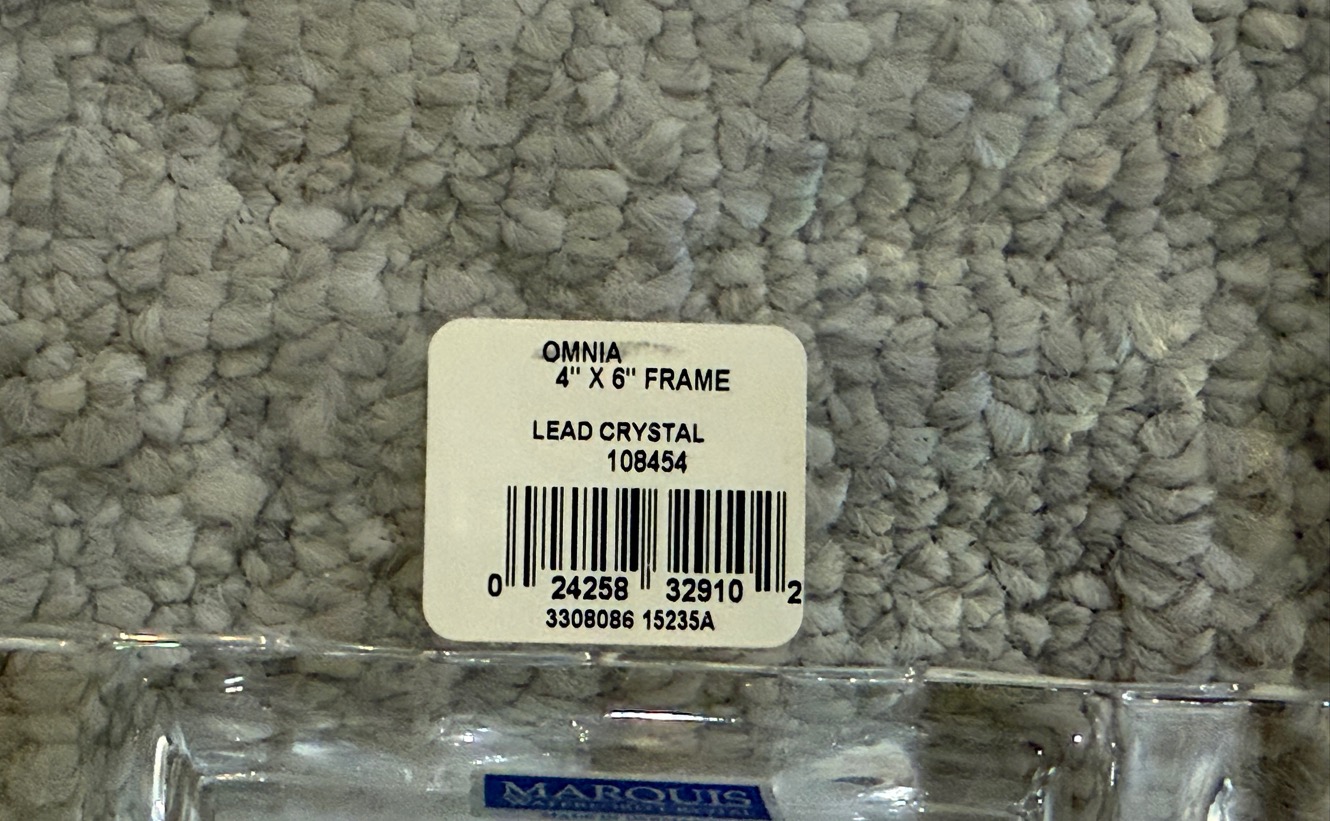 OMNIA
4" X 6" FRAME
LEAD CRYSTAL
108454
0 24258 32910 2
3308086 15235A
MARQUIS